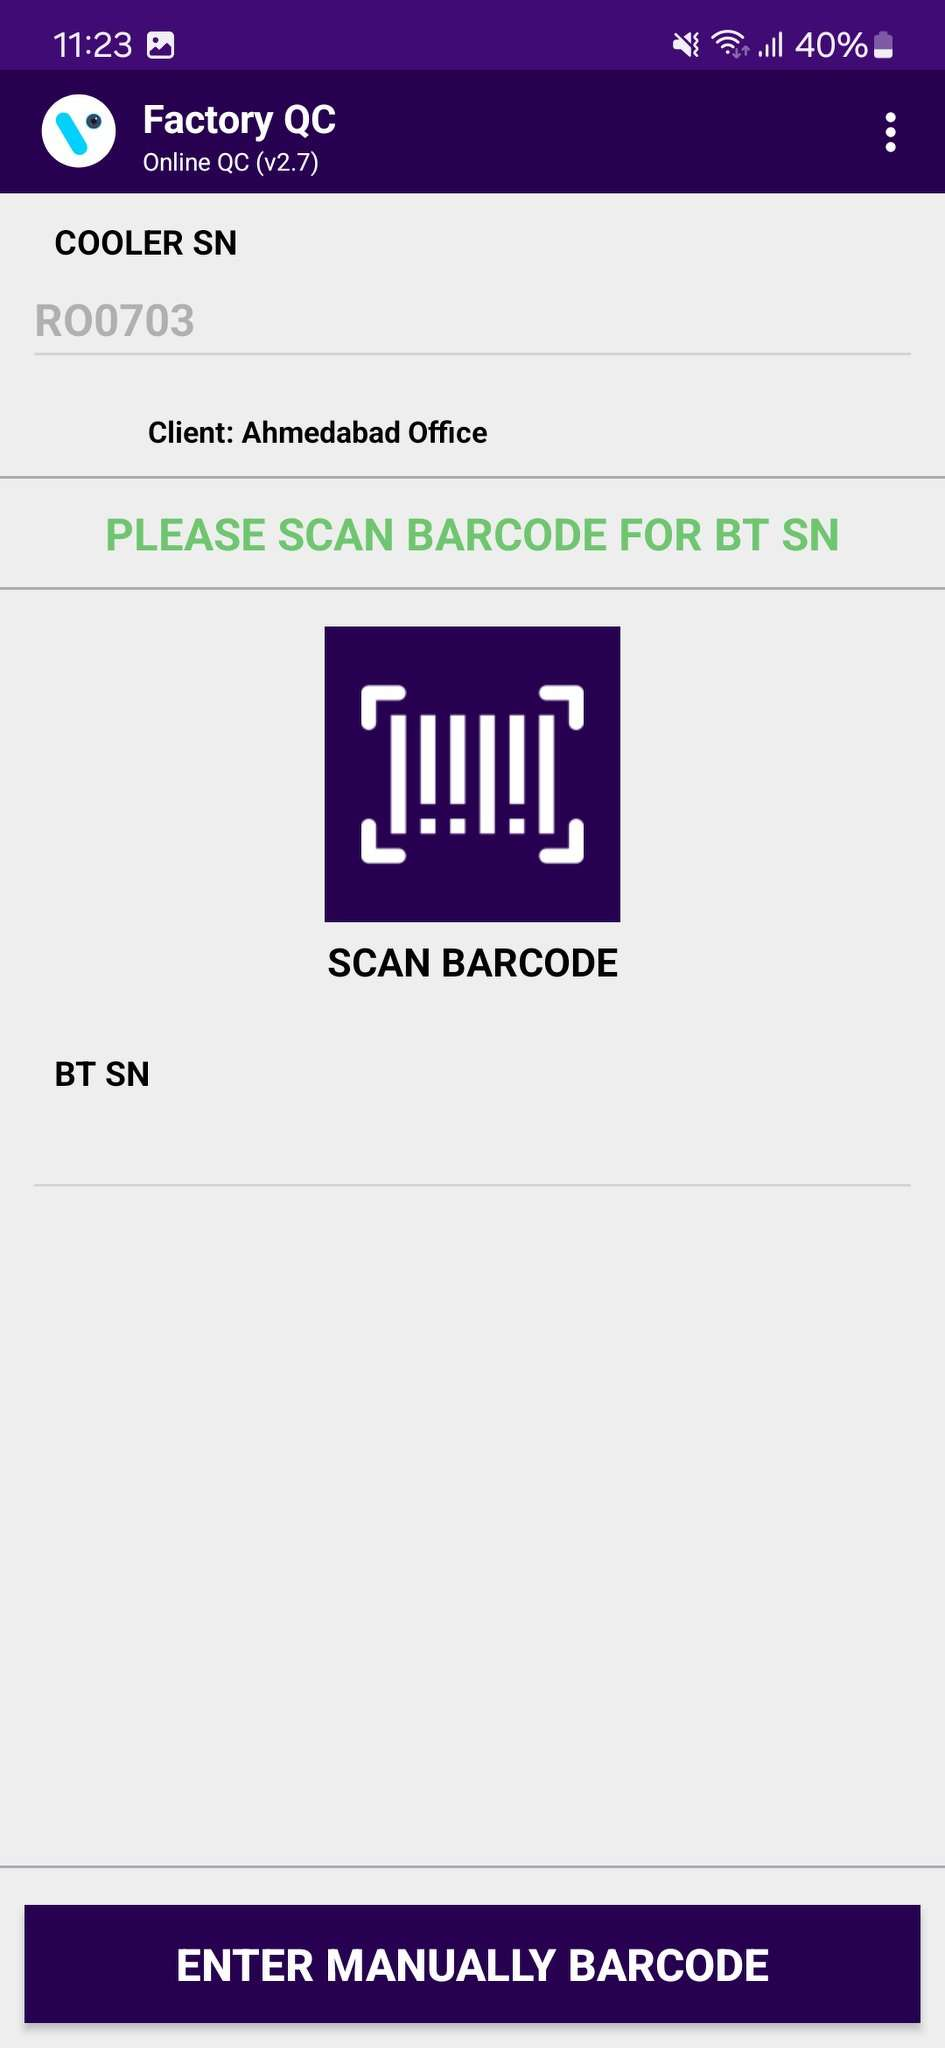 11:23
40%
Factory QC
Online QC (v2.7)
COOLER SN
RO0703
Client: Ahmedabad Office
PLEASE SCAN BARCODE FOR BT SN
SCAN BARCODE
BT SN
ENTER MANUALLY BARCODE